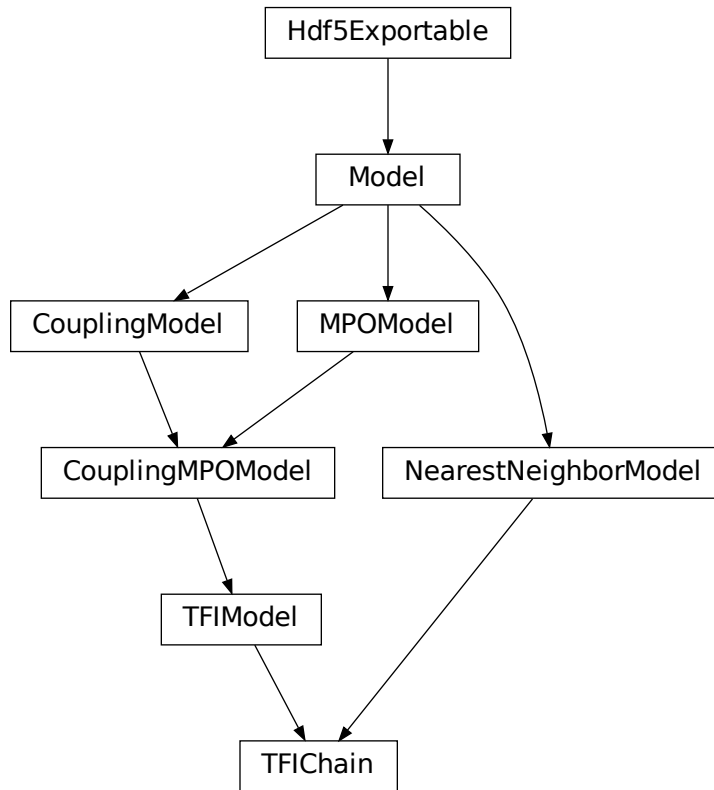 Hdf5Exportable
Model
CouplingModel
MPOModel
CouplingMPOModel
NearestNeighborModel
TFIModel
TFIChain